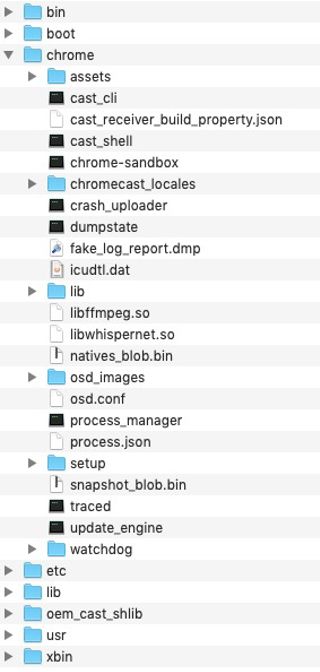 bin
boot
chrome
assets
cast_cli
cast_receiver_build_property.json
cast_shell
chrome-sandbox
chromecast_locales
crash_uploader
dumpstate
fake_log_report.dmp
icudtl.dat
lib
libffmpeg.so
libwhispernet.so
natives_blob.bin
osd_images
osd.conf
process_manager
process.json
setup
snapshot_blob.bin
traced
update_engine
watchdog
etc
lib
oem_cast_shlib
usr
xbin